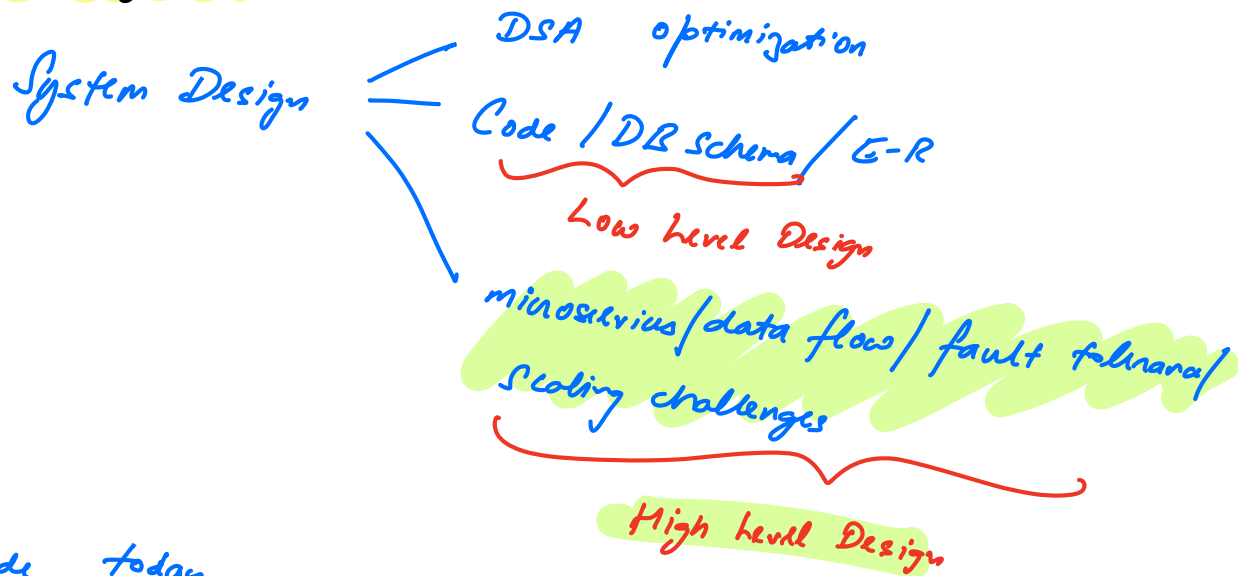 DSA optimization
System Design
Code / DB schema / E-R
Low Level Design
microservices/data flow/ fault tolerance/
Scaling challenges
High Level Design
today